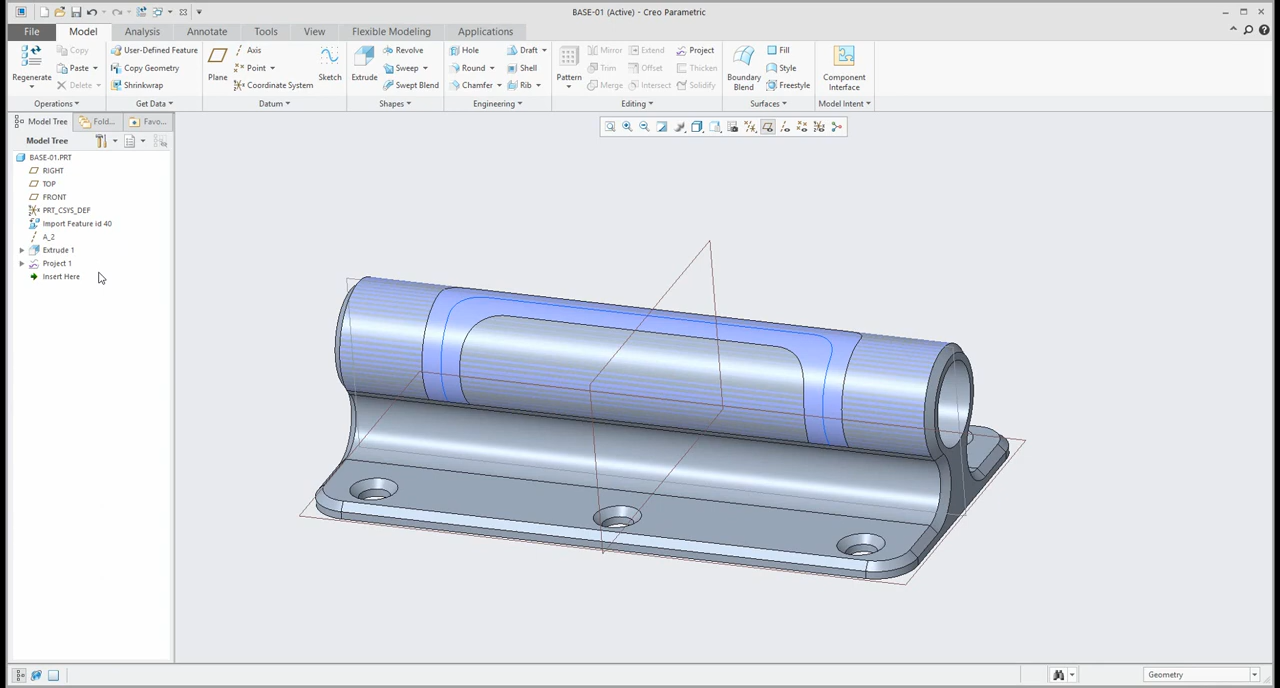 BASE-01 (Active) - Creo Parametric
File Model Analysis Annotate Tools View Flexible Modeling Applications
Copy User-Defined Feature Axis Revolve Hole Draft Mirror Extend Project Fill
Paste Copy Geometry Point Sweep Round Shell Trim Offset Thicken Style
Regenerate Plane Sketch Extrude Pattern Boundary Component
Delete Shrinkwrap Coordinate System Swept Blend Chamfer Rib Merge Intersect Solidify Blend Freestyle Interface
Operations Get Data Datum Shapes Engineering Editing Surfaces Model Intent
Model Tree Fold... Favo...
Model Tree
BASE-01.PRT
RIGHT
TOP
FRONT
PRT_CSYS_DEF
Import Feature id 40
A_2
Extrude 1
Project 1
Insert Here
Geometry